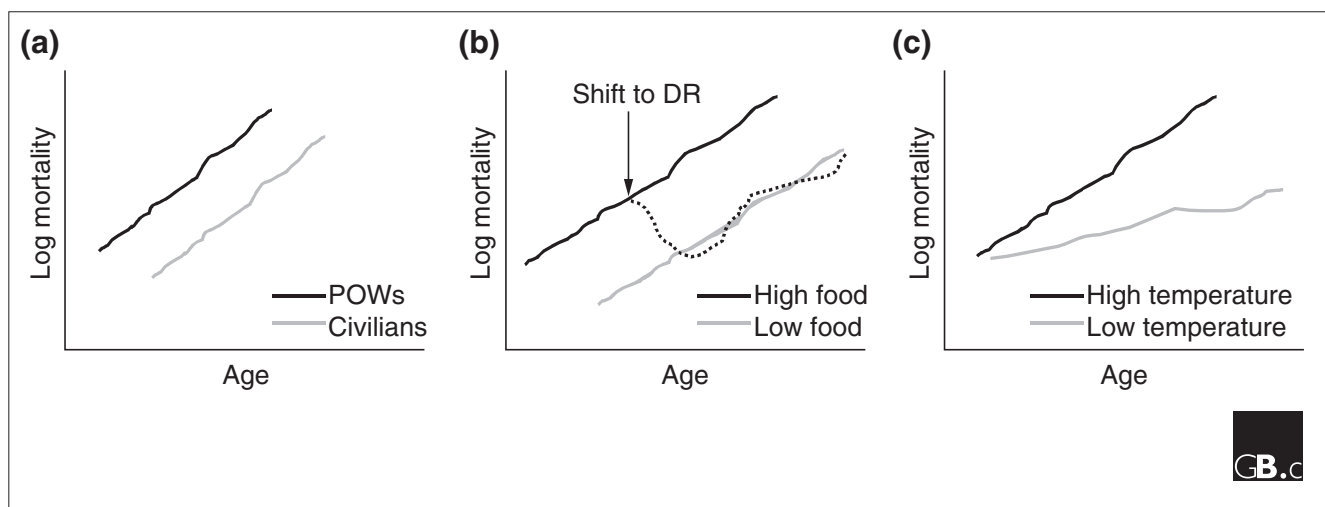 (a)
Log mortality
POWs
Civilians
Age
(b)
Shift to DR
Log mortality
High food
Low food
Age
(c)
Log mortality
High temperature
Low temperature
Age
GB.c